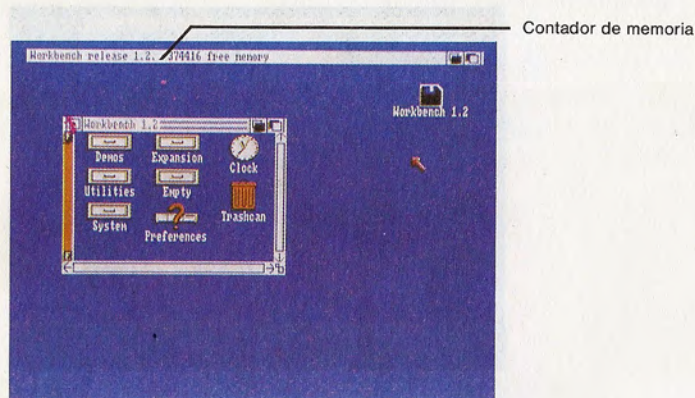 Contador de memoria
Workbench release 1.2. 374416 free memory
Workbench 1.2
Workbench 1.2
Demos
Expansion
Clock
Utilities
Empty
Trashcan
System
Preferences